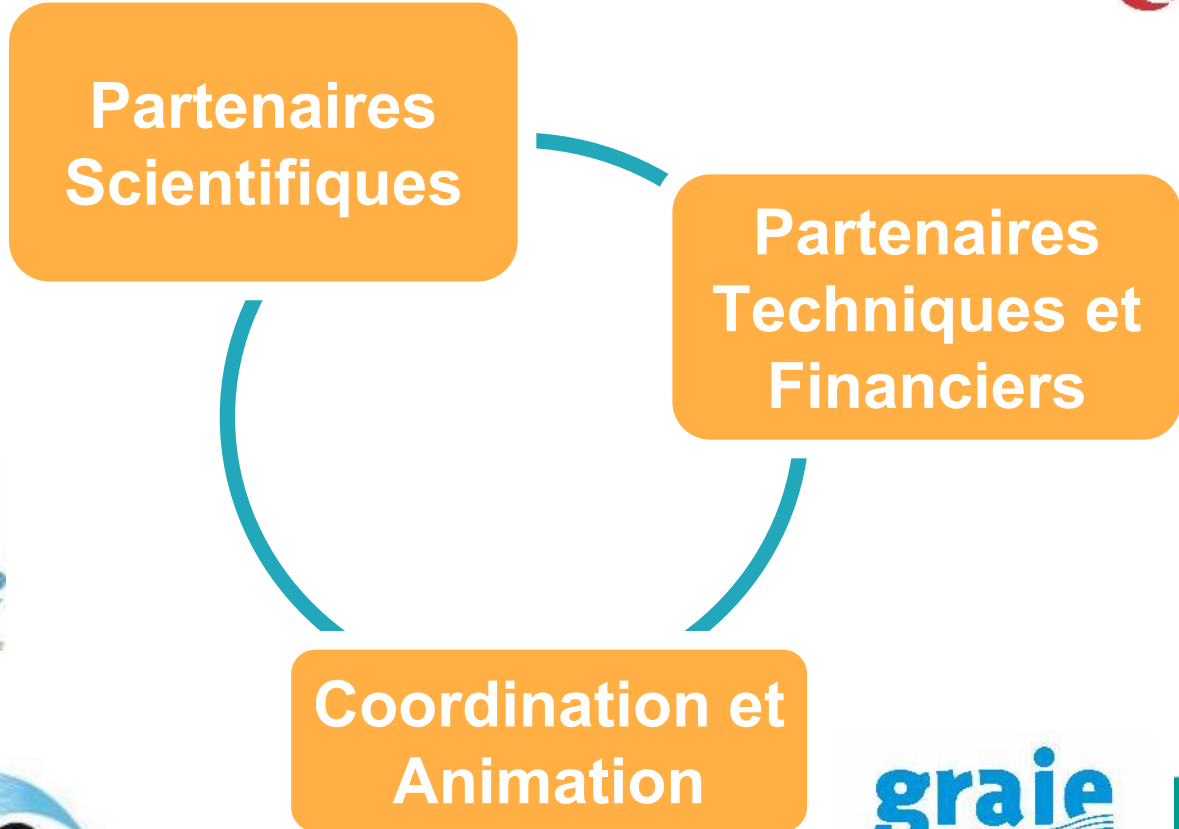 Partenaires
Scientifiques
Partenaires
Techniques et
Financiers
Coordination et
Animation
graie